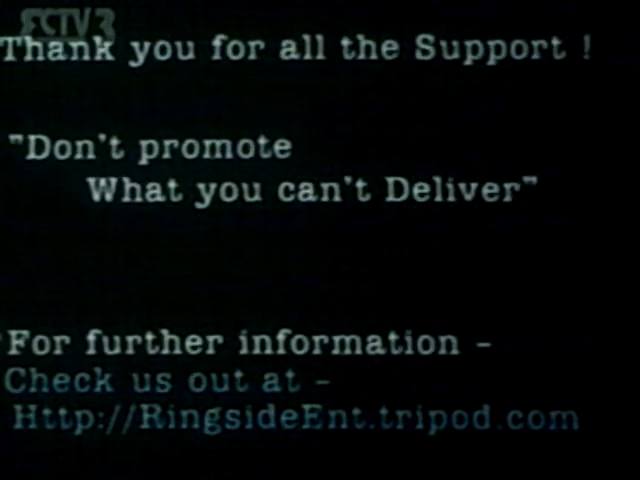 FCTV3
Thank you for all the Support !
"Don't promote
What you can't Deliver"
For further information -
Check us out at -
Http://RingsideEnt.tripod.com